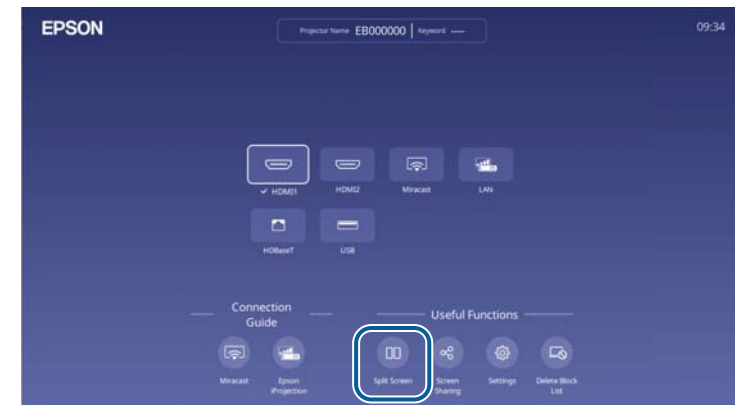 EPSON
Projector Name EB000000 Keyword ----
09:34
HDMI1
HDMI2
Miracast
LAN
HDBaseT
USB
Connection
Guide
Useful Functions
Miracast
Epson
iProjection
Split Screen
Screen
Sharing
Settings
Delete Block
List